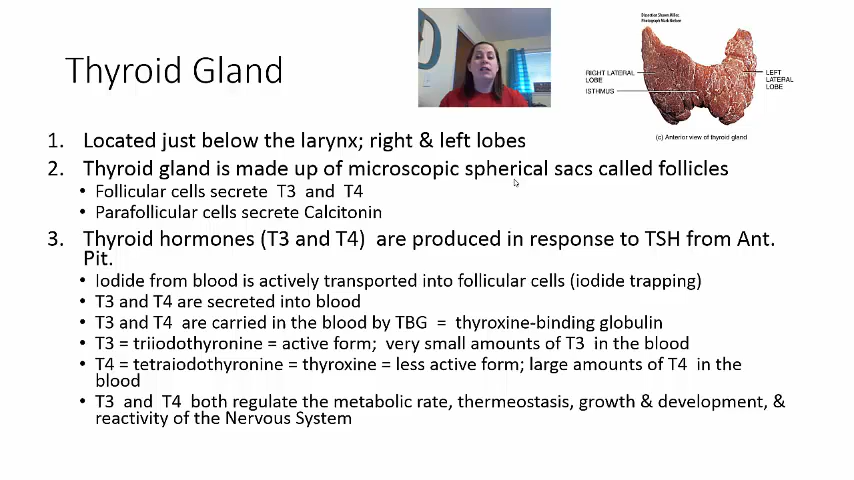 Thyroid Gland
Dissection Shawn Miller,
Photograph Mark Nielsen
RIGHT LATERAL
LOBE
ISTHMUS
LEFT
LATERAL
LOBE
(c) Anterior view of thyroid gland
1. Located just below the larynx; right & left lobes
2. Thyroid gland is made up of microscopic spherical sacs called follicles
• Follicular cells secrete T3 and T4
• Parafollicular cells secrete Calcitonin
3. Thyroid hormones (T3 and T4) are produced in response to TSH from Ant.
Pit.
• Iodide from blood is actively transported into follicular cells (iodide trapping)
• T3 and T4 are secreted into blood
• T3 and T4 are carried in the blood by TBG = thyroxine-binding globulin
• T3 = triiodothyronine = active form; very small amounts of T3 in the blood
• T4 = tetraiodothyronine = thyroxine = less active form; large amounts of T4 in the
blood
• T3 and T4 both regulate the metabolic rate, thermeostasis, growth & development, &
reactivity of the Nervous System